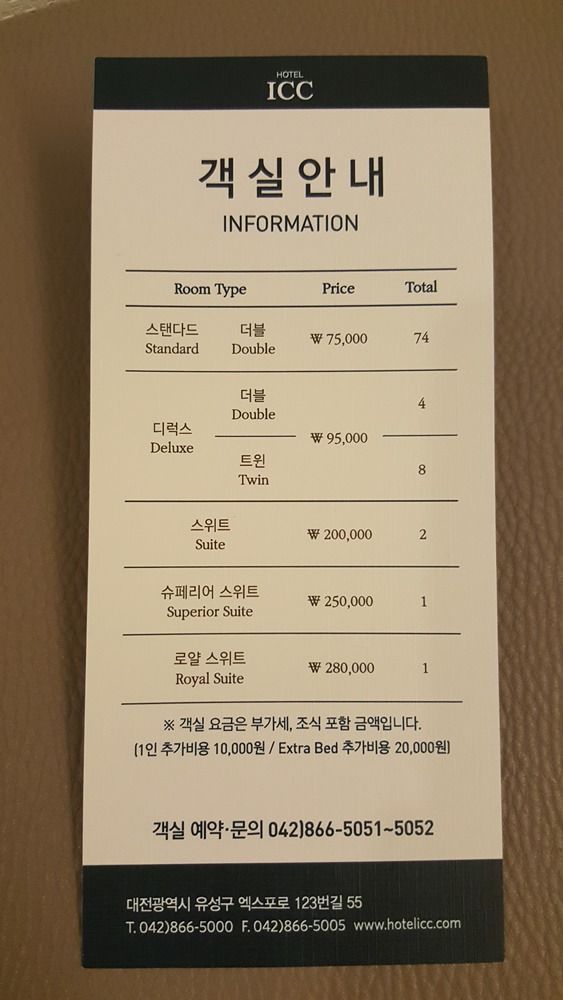 HOTEL
ICC
객실안내
INFORMATION
Room Type Price Total
스탠다드 더블
Standard Double ₩ 75,000 74
더블
Double 4
디럭스
Deluxe ₩ 95,000
트윈
Twin 8
스위트
Suite ₩ 200,000 2
슈페리어 스위트
Superior Suite ₩ 250,000 1
로얄 스위트
Royal Suite ₩ 280,000 1
※ 객실 요금은 부가세, 조식 포함 금액입니다.
(1인 추가비용 10,000원 / Extra Bed 추가비용 20,000원)
객실 예약·문의 042)866-5051~5052
대전광역시 유성구 엑스포로 123번길 55
T. 042)866-5000 F. 042)866-5005 www.hotelicc.com